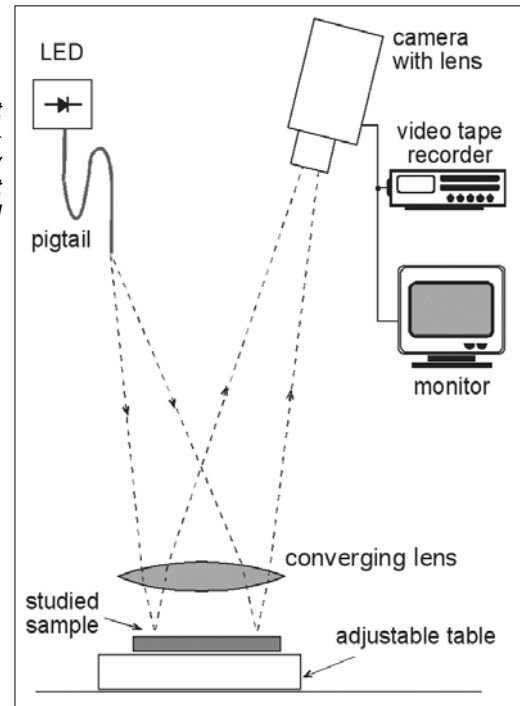 LED
camera
with lens
video tape
recorder
pigtail
monitor
converging lens
studied
sample
adjustable table